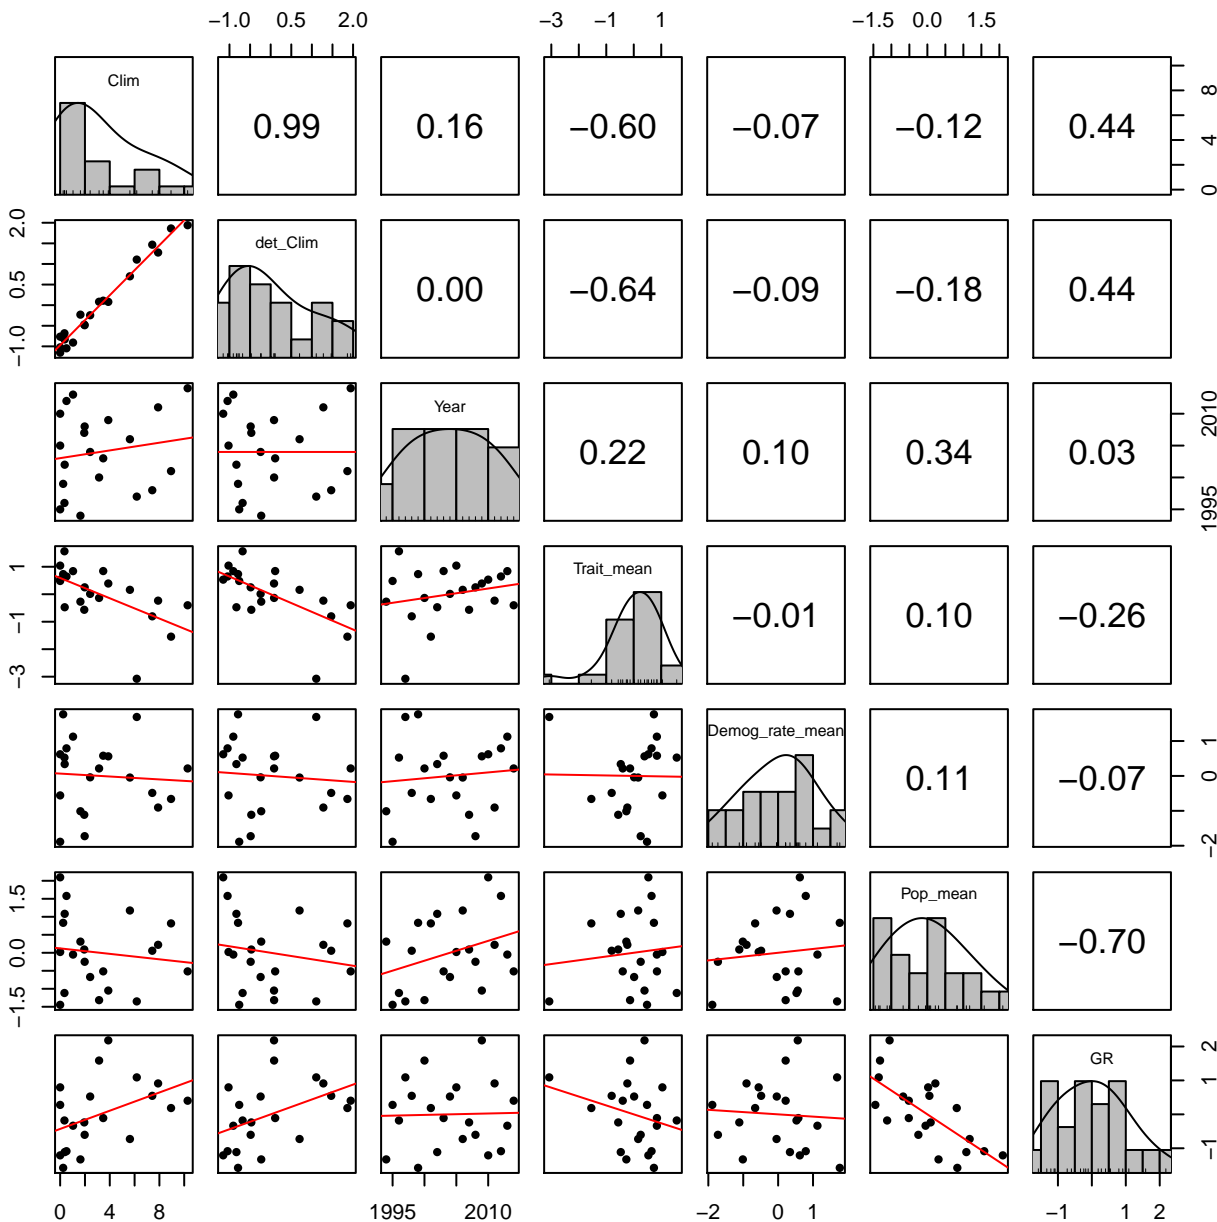 −1.0 0.5 2.0 −3 −1 1 −1.5 0.0 1.5
Clim 0.99 0.16 −0.60 −0.07 −0.12 0.44 0 4 8
−1.0 0.5 2.0 det_Clim 0.00 −0.64 −0.09 −0.18 0.44
Year 0.22 0.10 0.34 0.03 1995 2010
−3 −1 1 Trait_mean −0.01 0.10 −0.26
Demog_rate_mean 0.11 −0.07 −2 0 1
−1.5 0.0 1.5 Pop_mean −0.70
GR −1 1 2
0 4 8 1995 2010 −2 0 1 −1 1 2